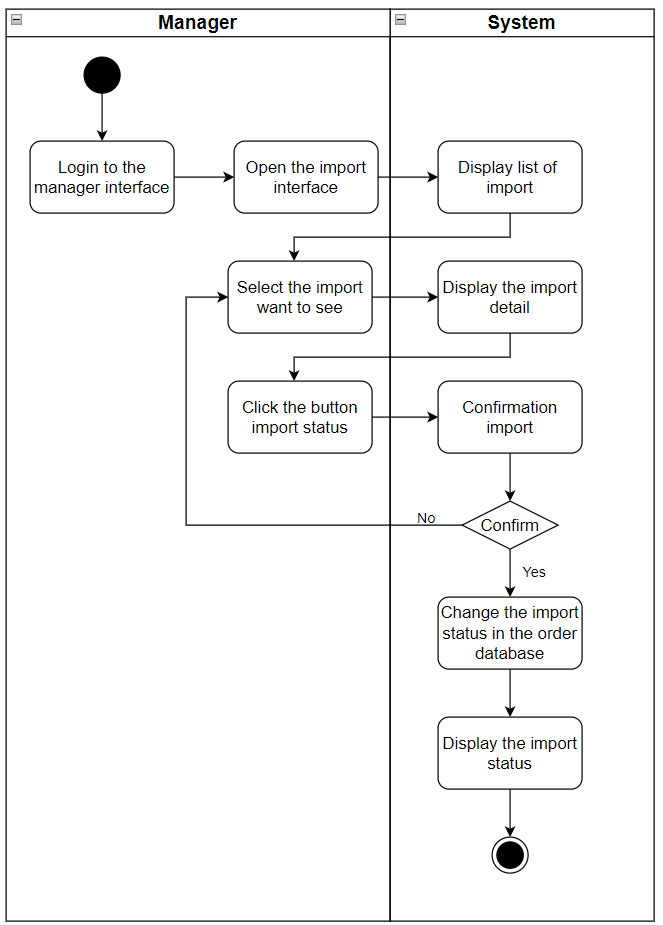 Manager
System
Login to the
manager interface
Open the import
interface
Display list of
import
Select the import
want to see
Display the import
detail
Click the button
import status
Confirmation
import
No
Confirm
Yes
Change the import
status in the order
database
Display the import
status